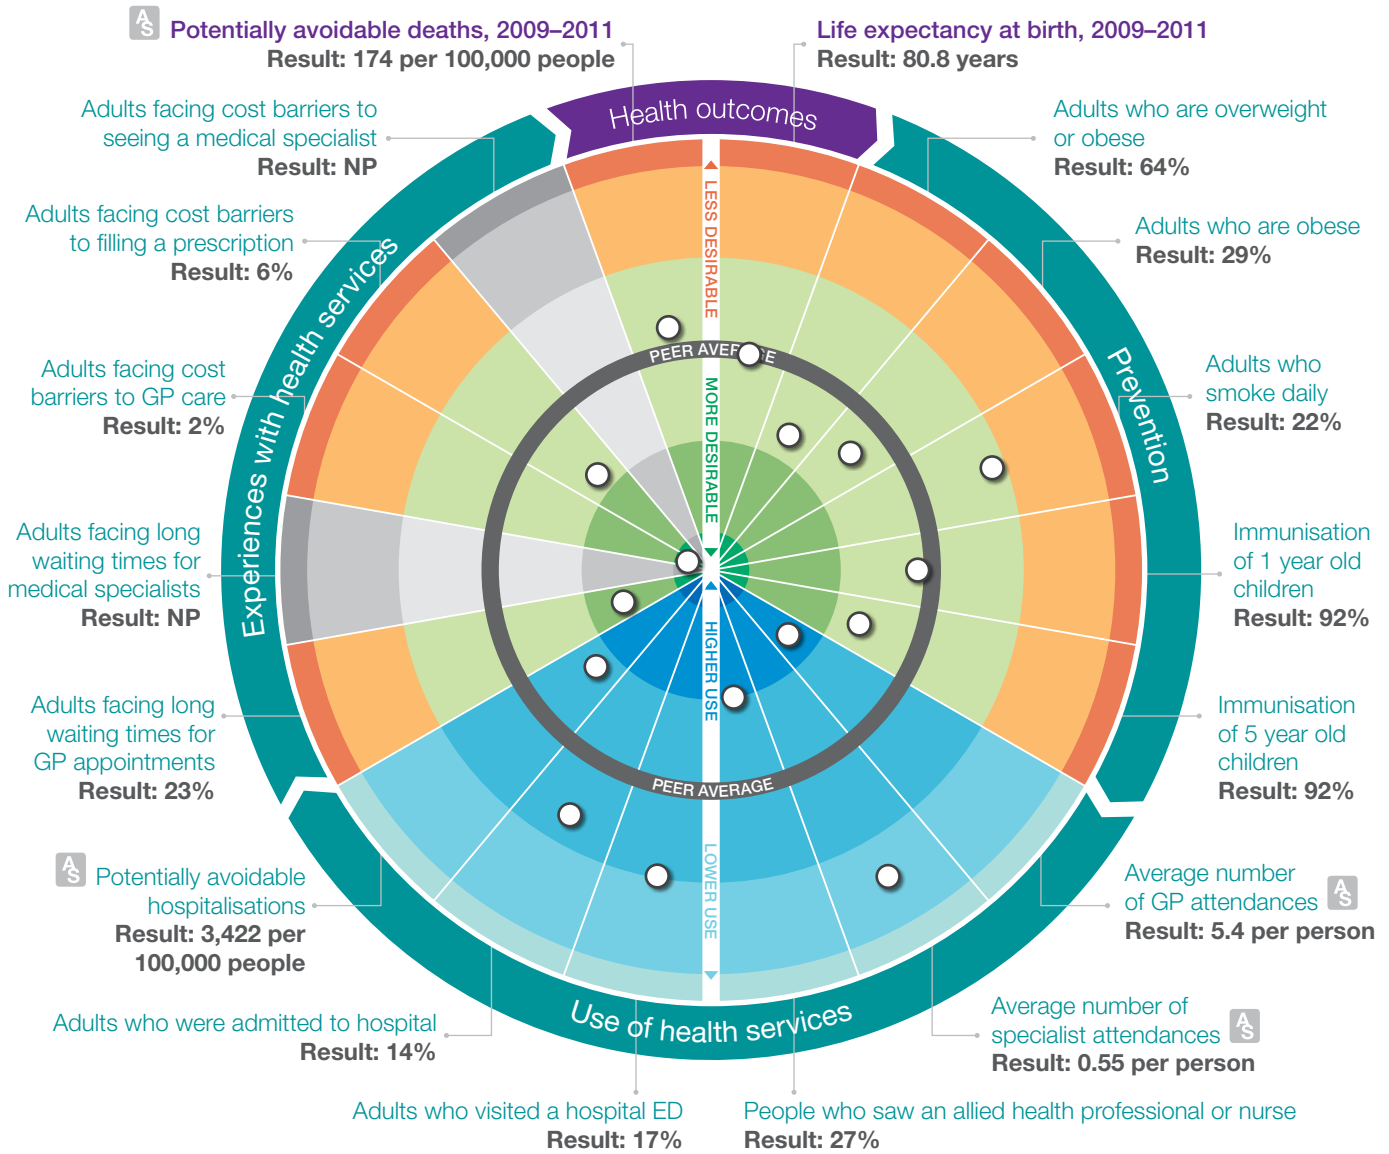 AS Potentially avoidable deaths, 2009–2011
Result: 174 per 100,000 people
Life expectancy at birth, 2009–2011
Result: 80.8 years
Adults facing cost barriers to
seeing a medical specialist
Result: NP
Adults who are overweight
or obese
Result: 64%
Adults facing cost barriers
to filling a prescription
Result: 6%
Adults who are obese
Result: 29%
Adults facing cost
barriers to GP care
Result: 2%
Adults who
smoke daily
Result: 22%
Adults facing long
waiting times for
medical specialists
Result: NP
Immunisation
of 1 year old
children
Result: 92%
Adults facing long
waiting times for
GP appointments
Result: 23%
Immunisation
of 5 year old
children
Result: 92%
AS Potentially avoidable
hospitalisations
Result: 3,422 per
100,000 people
Average number
of GP attendances AS
Result: 5.4 per person
Adults who were admitted to hospital
Result: 14%
Average number of
specialist attendances AS
Result: 0.55 per person
Adults who visited a hospital ED
Result: 17%
People who saw an allied health professional or nurse
Result: 27%
Health outcomes
Prevention
Use of health services
Experiences with health services
LESS DESIRABLE
PEER AVERAGE
MORE DESIRABLE
HIGHER USE
PEER AVERAGE
LOWER USE